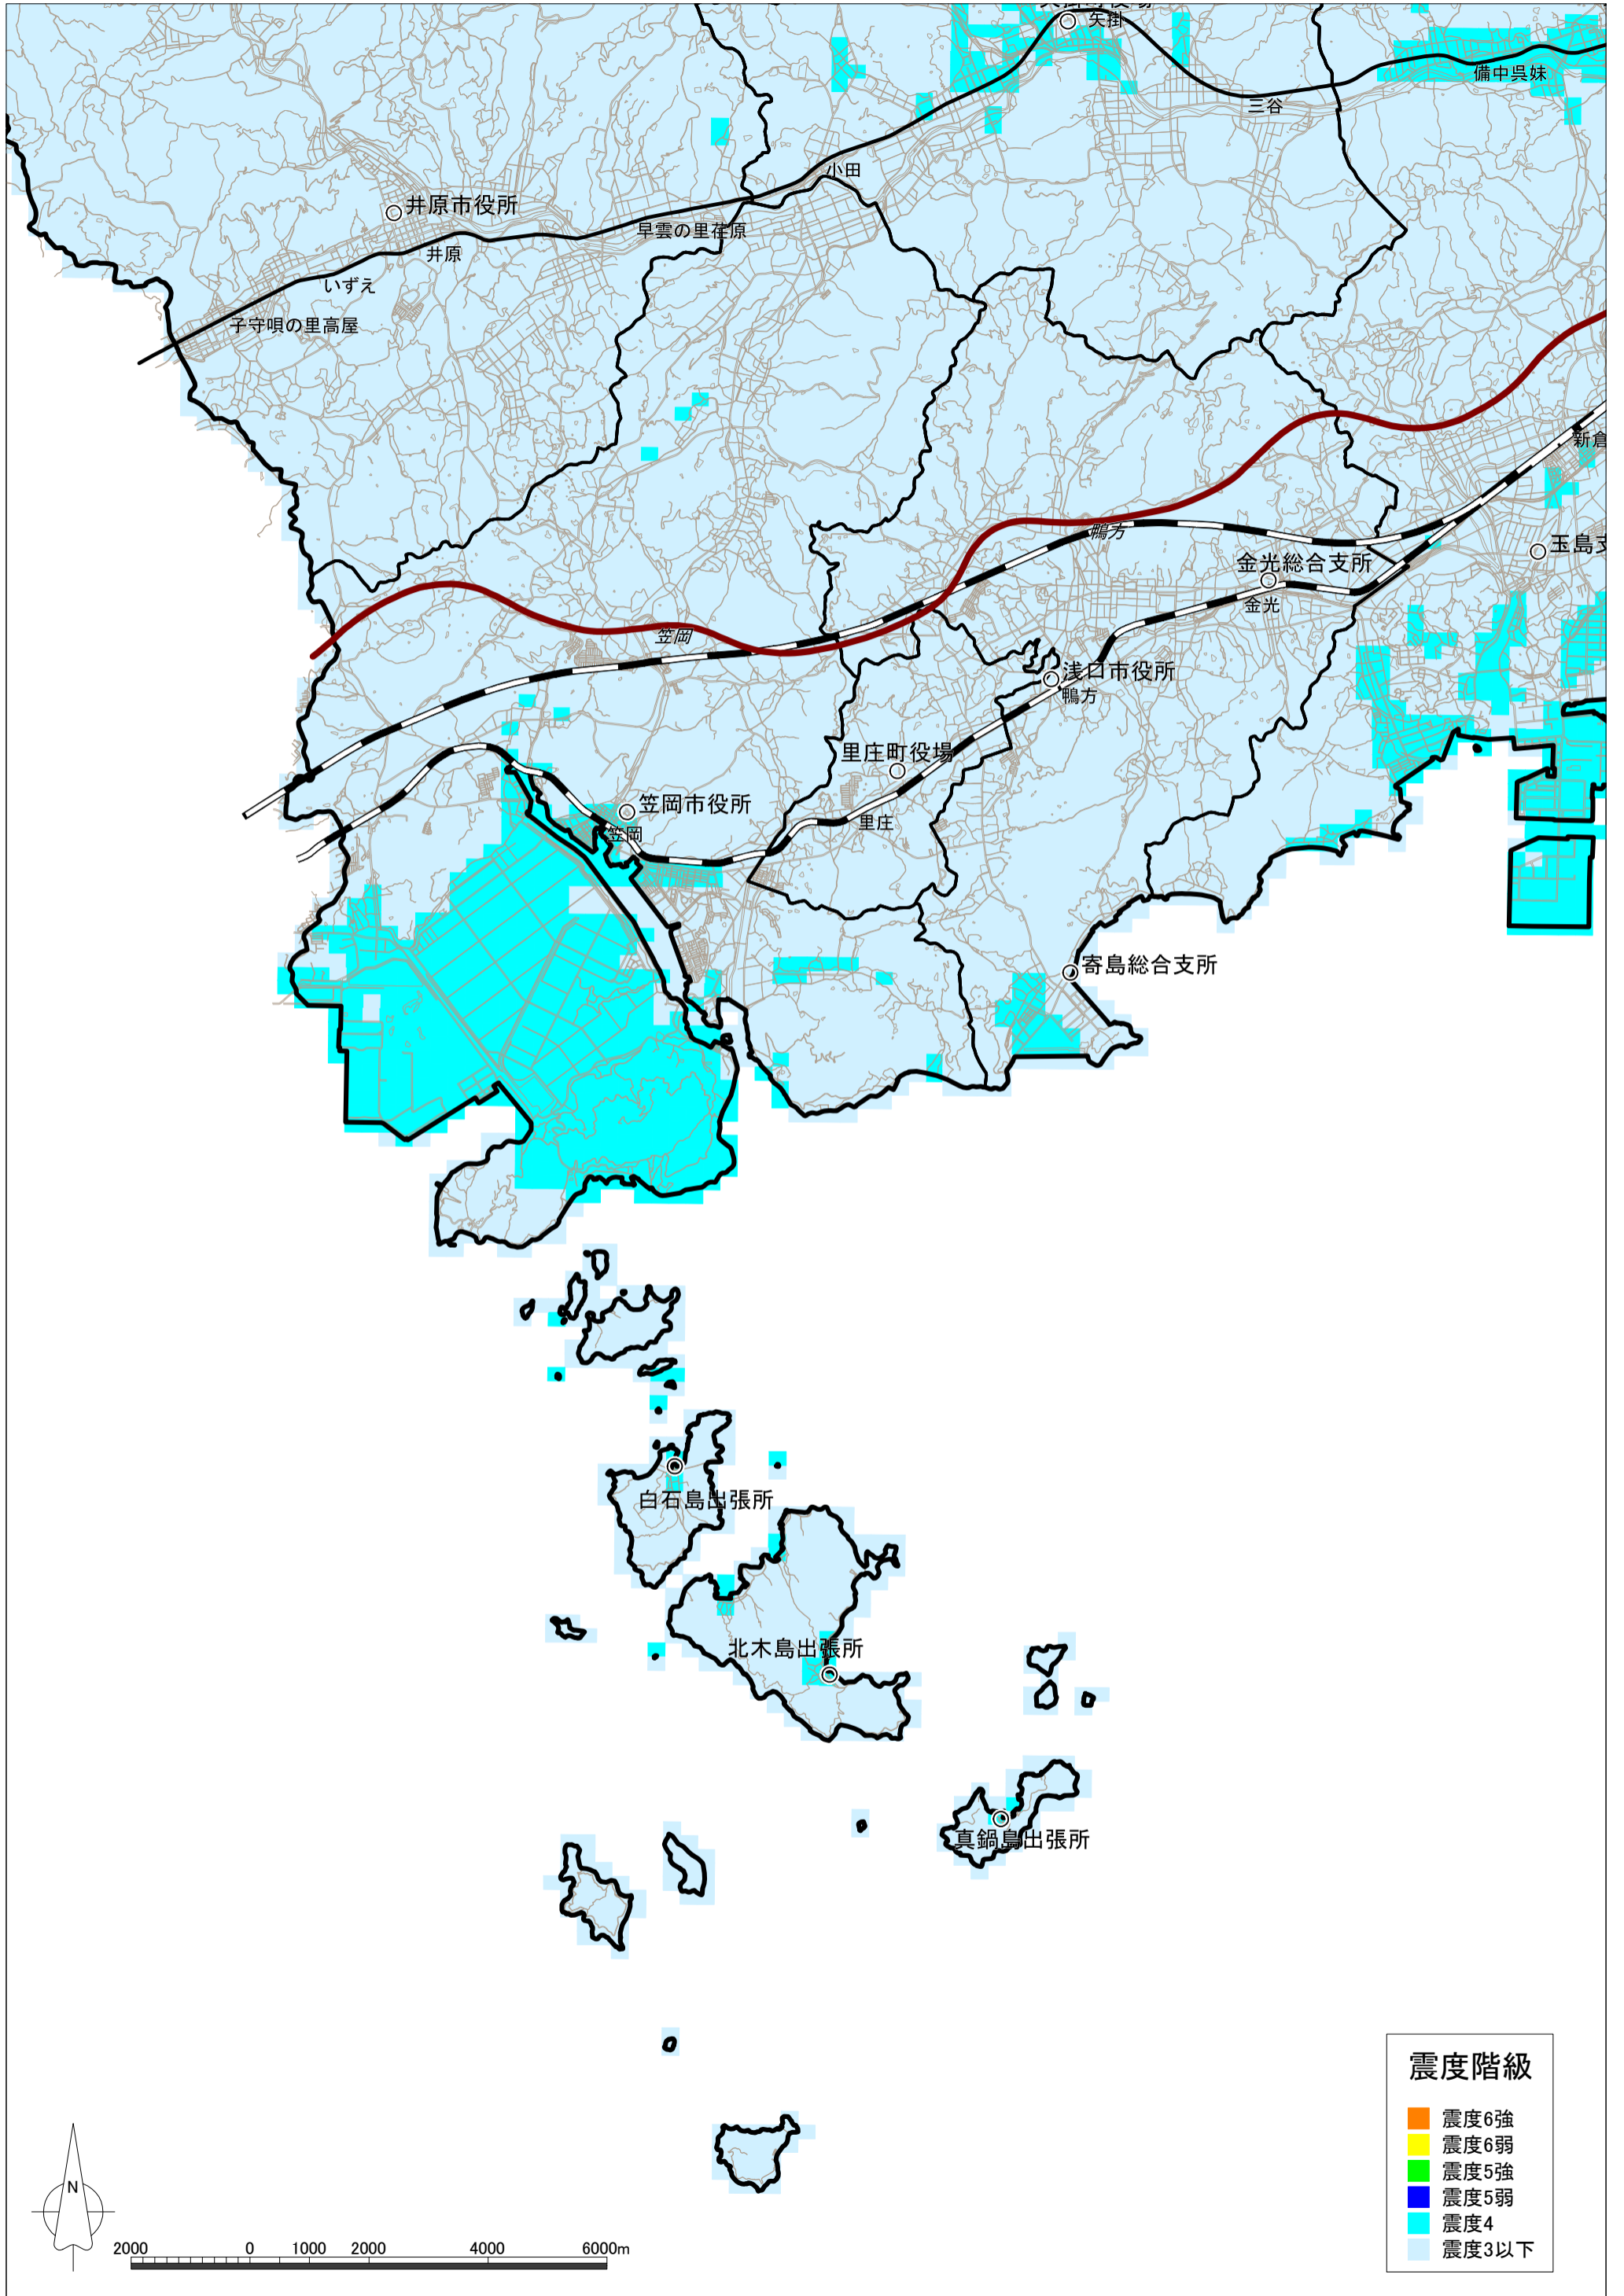 矢掛
備中呉妹
三谷
小田
井原市役所
早雲の里荏原
井原
いずえ
子守唄の里高屋
新倉
鴨方
玉島支
金光総合支所
金光
笠岡
浅口市役所
鴨方
里庄町役場
笠岡市役所
里庄
笠岡
寄島総合支所
白石島出張所
北木島出張所
真鍋島出張所
震度階級
震度6強
震度6弱
震度5強
震度5弱
震度4
震度3以下
N
2000 0 1000 2000 4000 6000m